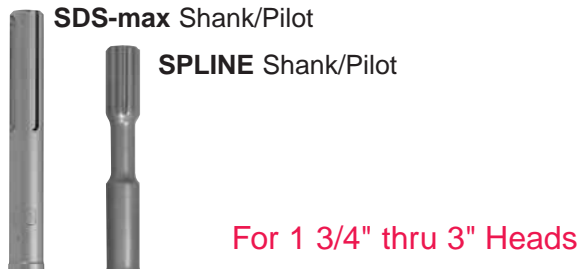 SDS-max Shank/Pilot
SPLINE Shank/Pilot
For 1 3/4" thru 3" Heads